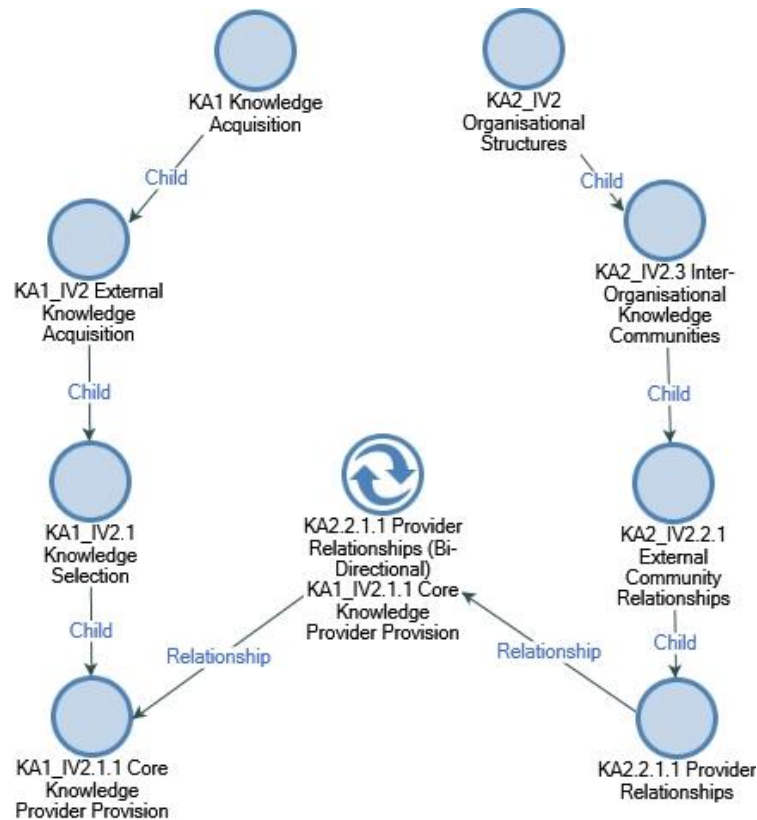 KA1 Knowledge
Acquisition
KA2_IV2
Organisational
Structures
Child
Child
KA1_IV2 External
Knowledge
Acquisition
KA2_IV2.3 Inter-
Organisational
Knowledge
Communities
Child
Child
KA1_IV2.1
Knowledge
Selection
KA2.2.1.1 Provider
Relationships (Bi-
Directional)
KA1_IV2.1.1 Core
Knowledge
Provider Provision
KA2_IV2.2.1
External
Community
Relationships
Child
Relationship
Relationship
Child
KA1_IV2.1.1 Core
Knowledge
Provider Provision
KA2.2.1.1 Provider
Relationships